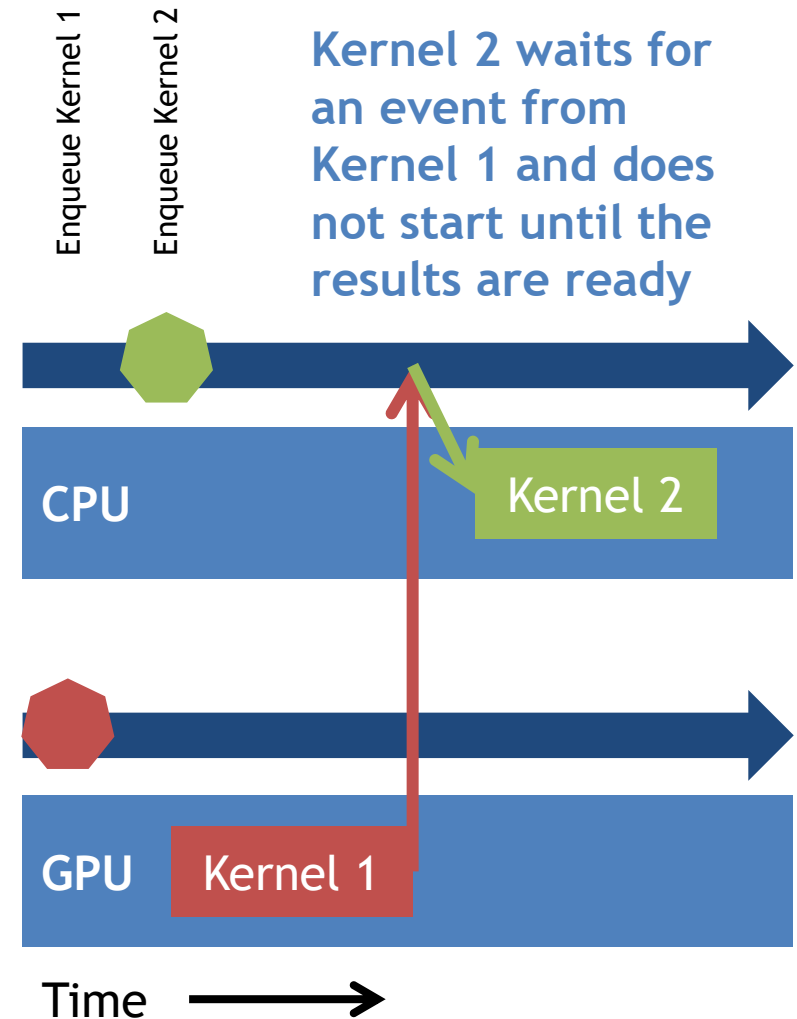 Enqueue Kernel 1
Enqueue Kernel 2
Kernel 2 waits for
an event from
Kernel 1 and does
not start until the
results are ready
CPU
Kernel 2
GPU
Kernel 1
Time